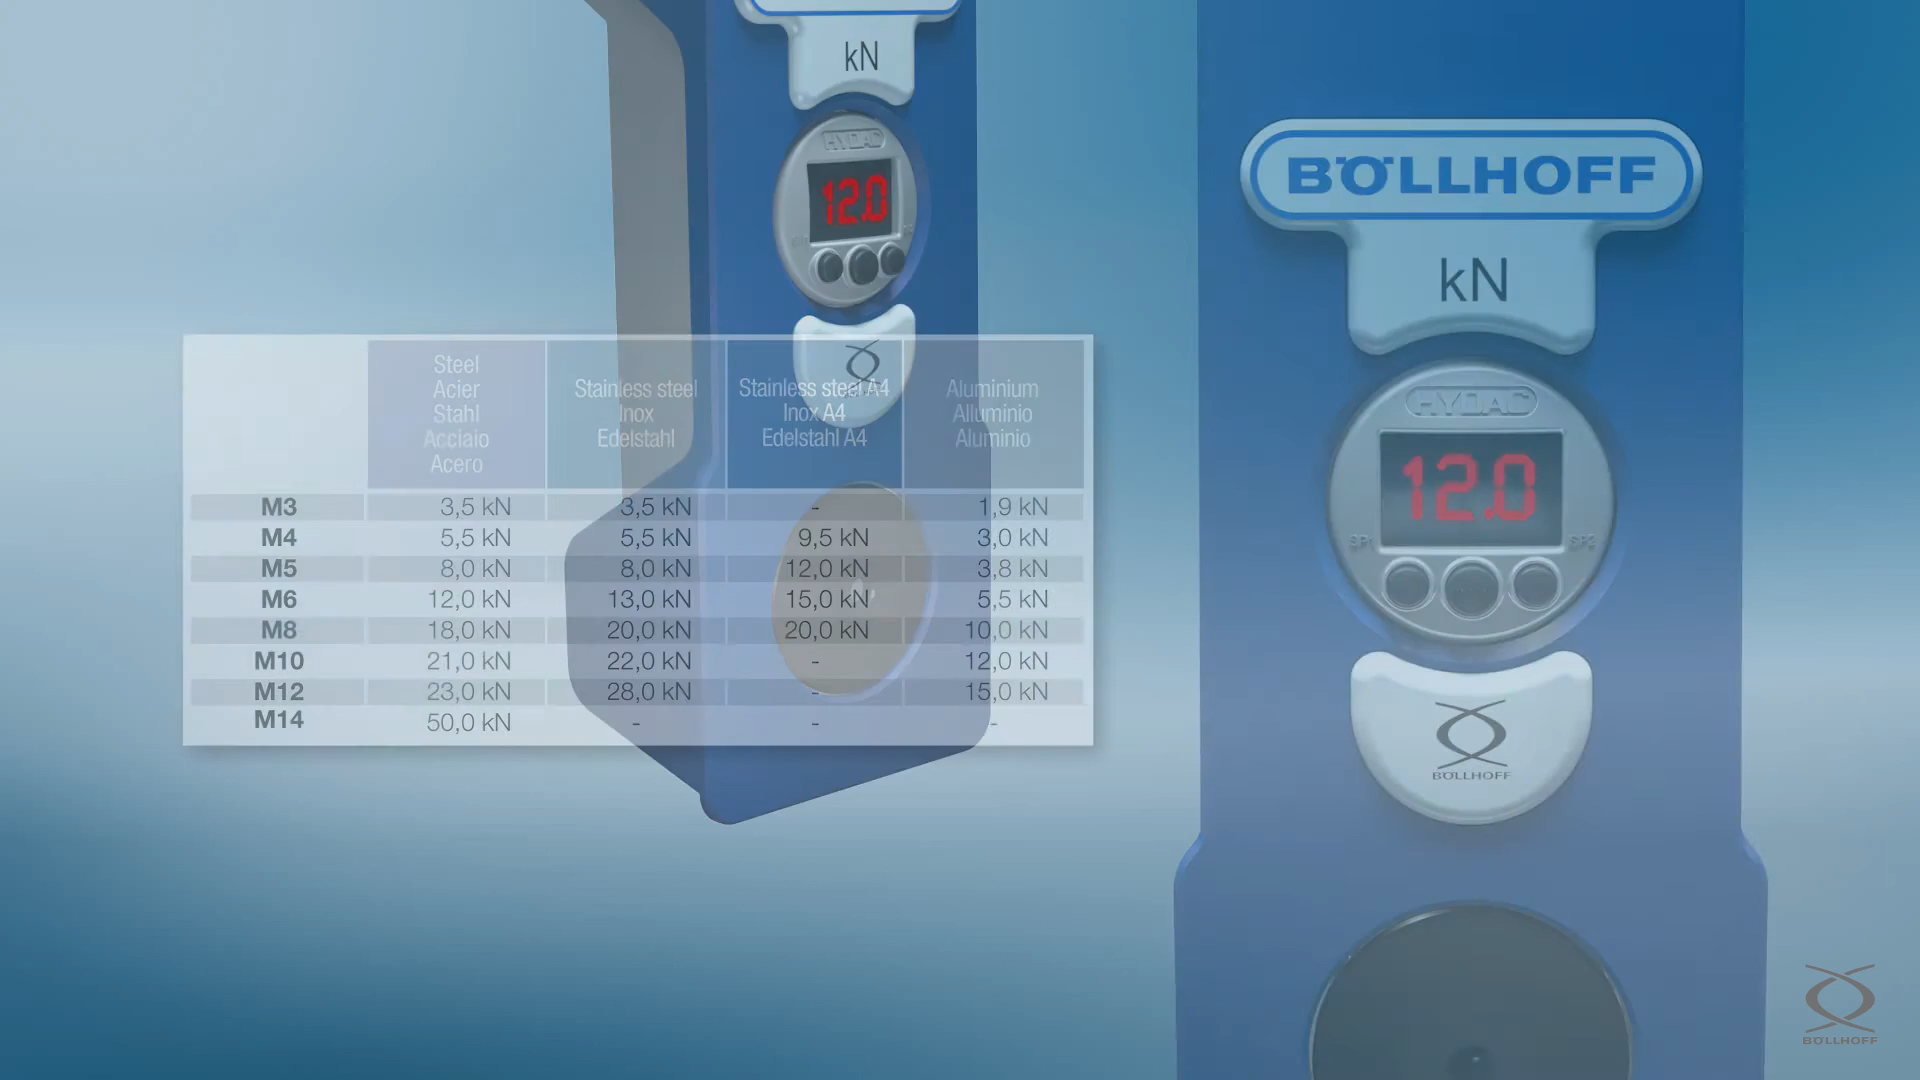 kN
HYDAC
12.0
BÖLLHOFF
kN
HYDAC
12.0
SP1 SP2
BÖLLHOFF
Steel
Acier
Stahl
Acciaio
Acero
Stainless steel
Inox
Edelstahl
Stainless steel A4
Inox A4
Edelstahl A4
Aluminium
Alluminio
Aluminio
M3 3,5 kN 3,5 kN - 1,9 kN
M4 5,5 kN 5,5 kN 9,5 kN 3,0 kN
M5 8,0 kN 8,0 kN 12,0 kN 3,8 kN
M6 12,0 kN 13,0 kN 15,0 kN 5,5 kN
M8 18,0 kN 20,0 kN 20,0 kN 10,0 kN
M10 21,0 kN 22,0 kN - 12,0 kN
M12 23,0 kN 28,0 kN - 15,0 kN
M14 50,0 kN - - -
BÖLLHOFF